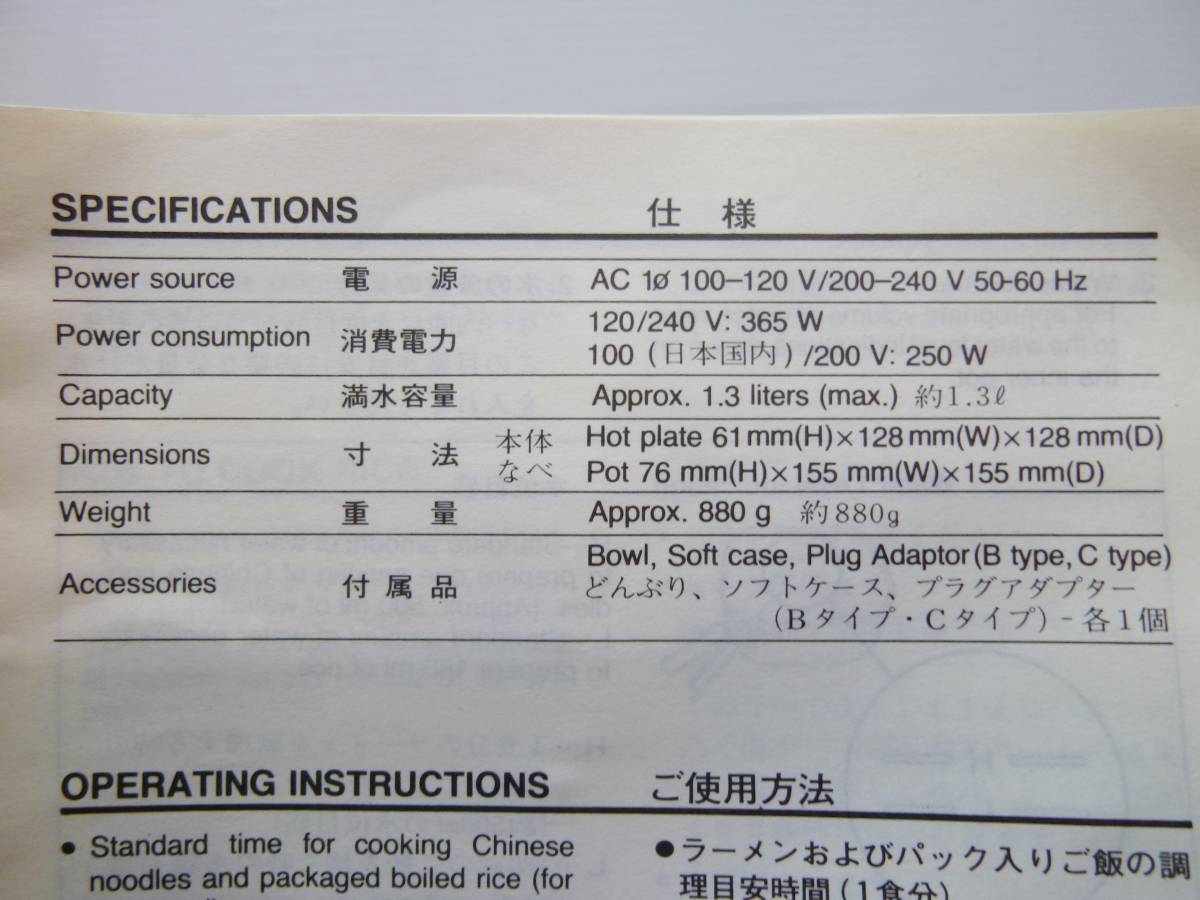 SPECIFICATIONS 仕様
Power source 電源 AC 1ø 100–120 V/200–240 V 50-60 Hz
Power consumption 消費電力 120/240 V: 365 W
100 (日本国内) /200 V: 250 W
Capacity 満水容量 Approx. 1.3 liters (max.) 約1.3ℓ
Dimensions 寸法 本体 Hot plate 61mm(H)×128mm(W)×128mm(D)
なべ Pot 76 mm(H)×155 mm(W)×155 mm(D)
Weight 重量 Approx. 880 g 約880g
Accessories 付属品 Bowl, Soft case, Plug Adaptor (B type, C type)
どんぶり、ソフトケース、プラグアダプター
(Bタイプ・Cタイプ) - 各1個
OPERATING INSTRUCTIONS ご使用方法
● Standard time for cooking Chinese
noodles and packaged boiled rice (for
●ラーメンおよびパック入りご飯の調
理目安時間(1食分)